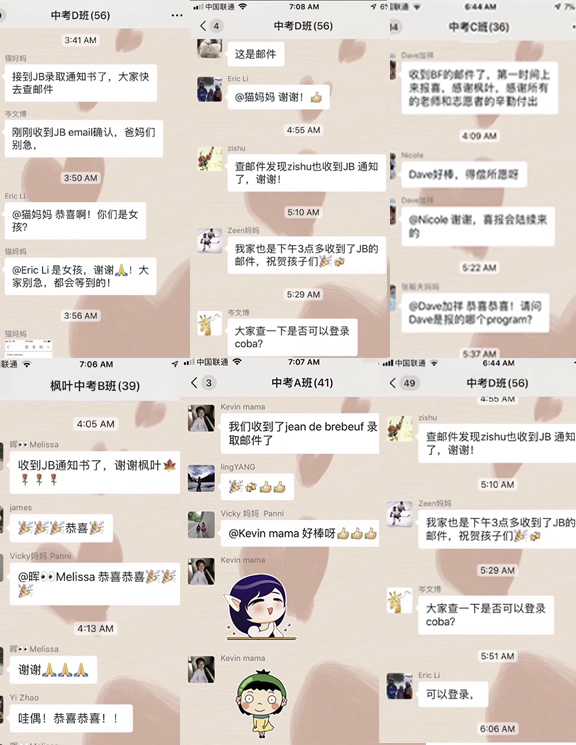 中考D班(56)
3:41 AM
猫妈妈
接到JB录取通知书了，大家快
去查邮件
岑文博
刚刚收到JB email确认，爸妈们
别急，
3:50 AM
Eric Li
@猫妈妈 恭喜啊！你们是女
孩?
猫妈妈
@Eric Li 是女孩，谢谢🙏！大
家别急，都会等到的！
3:56 AM
猫妈妈
中国联通
7:08 AM
4
中考D班(56)
这是邮件
Eric Li
@猫妈妈 谢谢！👍
4:55 AM
zishu
查邮件发现zishu也收到JB 通知
了，谢谢！
5:10 AM
Zeen妈妈
我家也是下午3点多收到了JB的
邮件，祝贺孩子们🎉🎊
5:29 AM
岑文博
大家查一下是否可以登录
coba?
中国联通
6:44 AM
7%
中考C班(36)
Dave加祥
收到BF的邮件了，第一时间上
来报喜，感谢枫叶，感谢所有
的老师和志愿者的辛勤付出
4:09 AM
Nicole
Dave好棒，得偿所愿呀
Dave加祥
@Nicole 谢谢，喜报会陆续来
的
5:22 AM
@Dave加祥 恭喜恭喜！请问
Dave是报的哪个program?
5:37 AM
联通
7:06 AM
枫叶中考B班(39)
4:05 AM
晖👀Melissa
收到JB通知书了，谢谢枫叶🍁
🌹🌹🌹
james
🎉🎉🎉恭喜🎉
Vicky妈妈 Panni
@晖👀Melissa 恭喜恭喜🎉🎉
🎉
4:13 AM
晖👀Melissa
谢谢🙏🙏🙏
Yi Zhao
哇偶！恭喜恭喜！！
晖👀Melissa
中国联通
7:07 AM
3
中考A班(41)
Kevin mama
我们收到了jean de brebeuf 录
取邮件了
lingYANG
🎉🎊👍👍
Vicky 妈妈 Panni
@Kevin mama 好棒呀👍👍👍
Kevin mama
Kevin mama
中国联通
6:44 AM
49
中考D班(56)
4:55 AM
zishu
查邮件发现zishu也收到JB 通知
了，谢谢！
5:10 AM
Zeen妈妈
我家也是下午3点多收到了JB的
邮件，祝贺孩子们🎉🎊
5:29 AM
岑文博
大家查一下是否可以登录
coba?
5:51 AM
Eric Li
可以登录，
6:06 AM